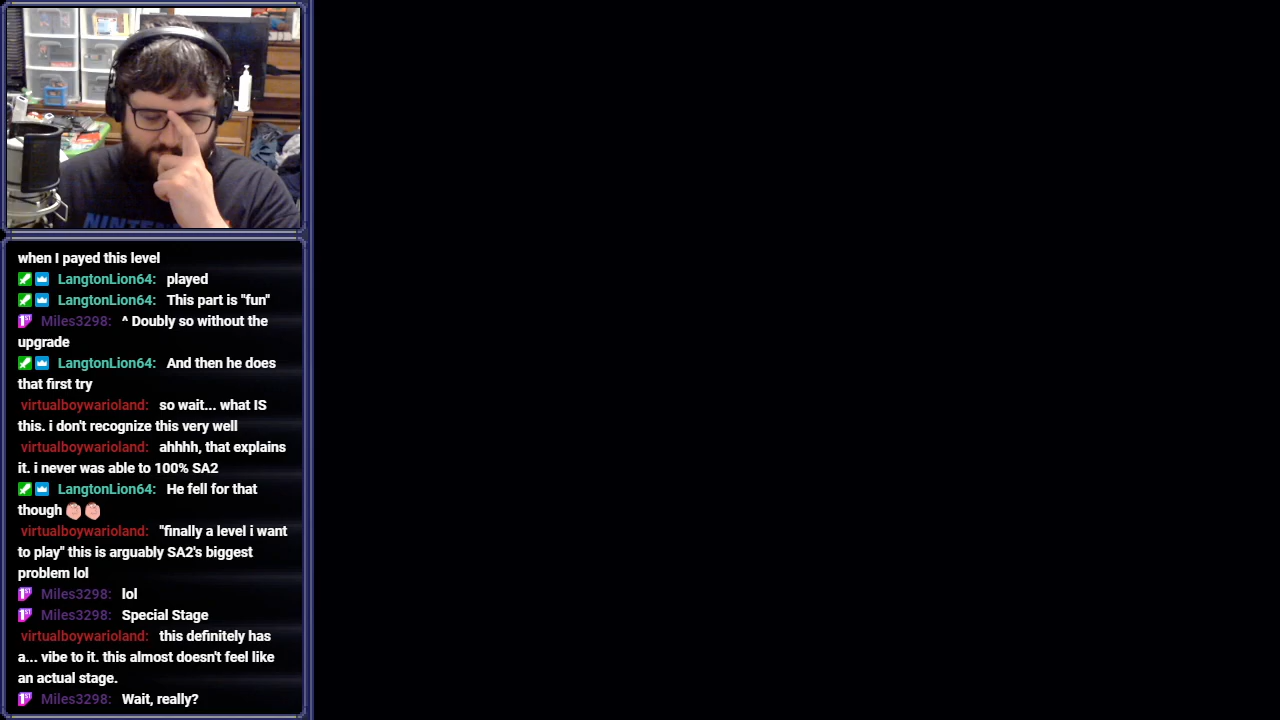 NINTEN
when I payed this level
LangtonLion64: played
LangtonLion64: This part is "fun"
Miles3298: ^ Doubly so without the
upgrade
LangtonLion64: And then he does
that first try
virtualboywarioland: so wait... what IS
this. i don't recognize this very well
virtualboywarioland: ahhhh, that explains
it. i never was able to 100% SA2
LangtonLion64: He fell for that
though
virtualboywarioland: "finally a level i want
to play" this is arguably SA2's biggest
problem lol
1ST Miles3298: lol
1ST Miles3298: Special Stage
virtualboywarioland: this definitely has
a... vibe to it. this almost doesn't feel like
an actual stage.
1ST Miles3298: Wait, really?